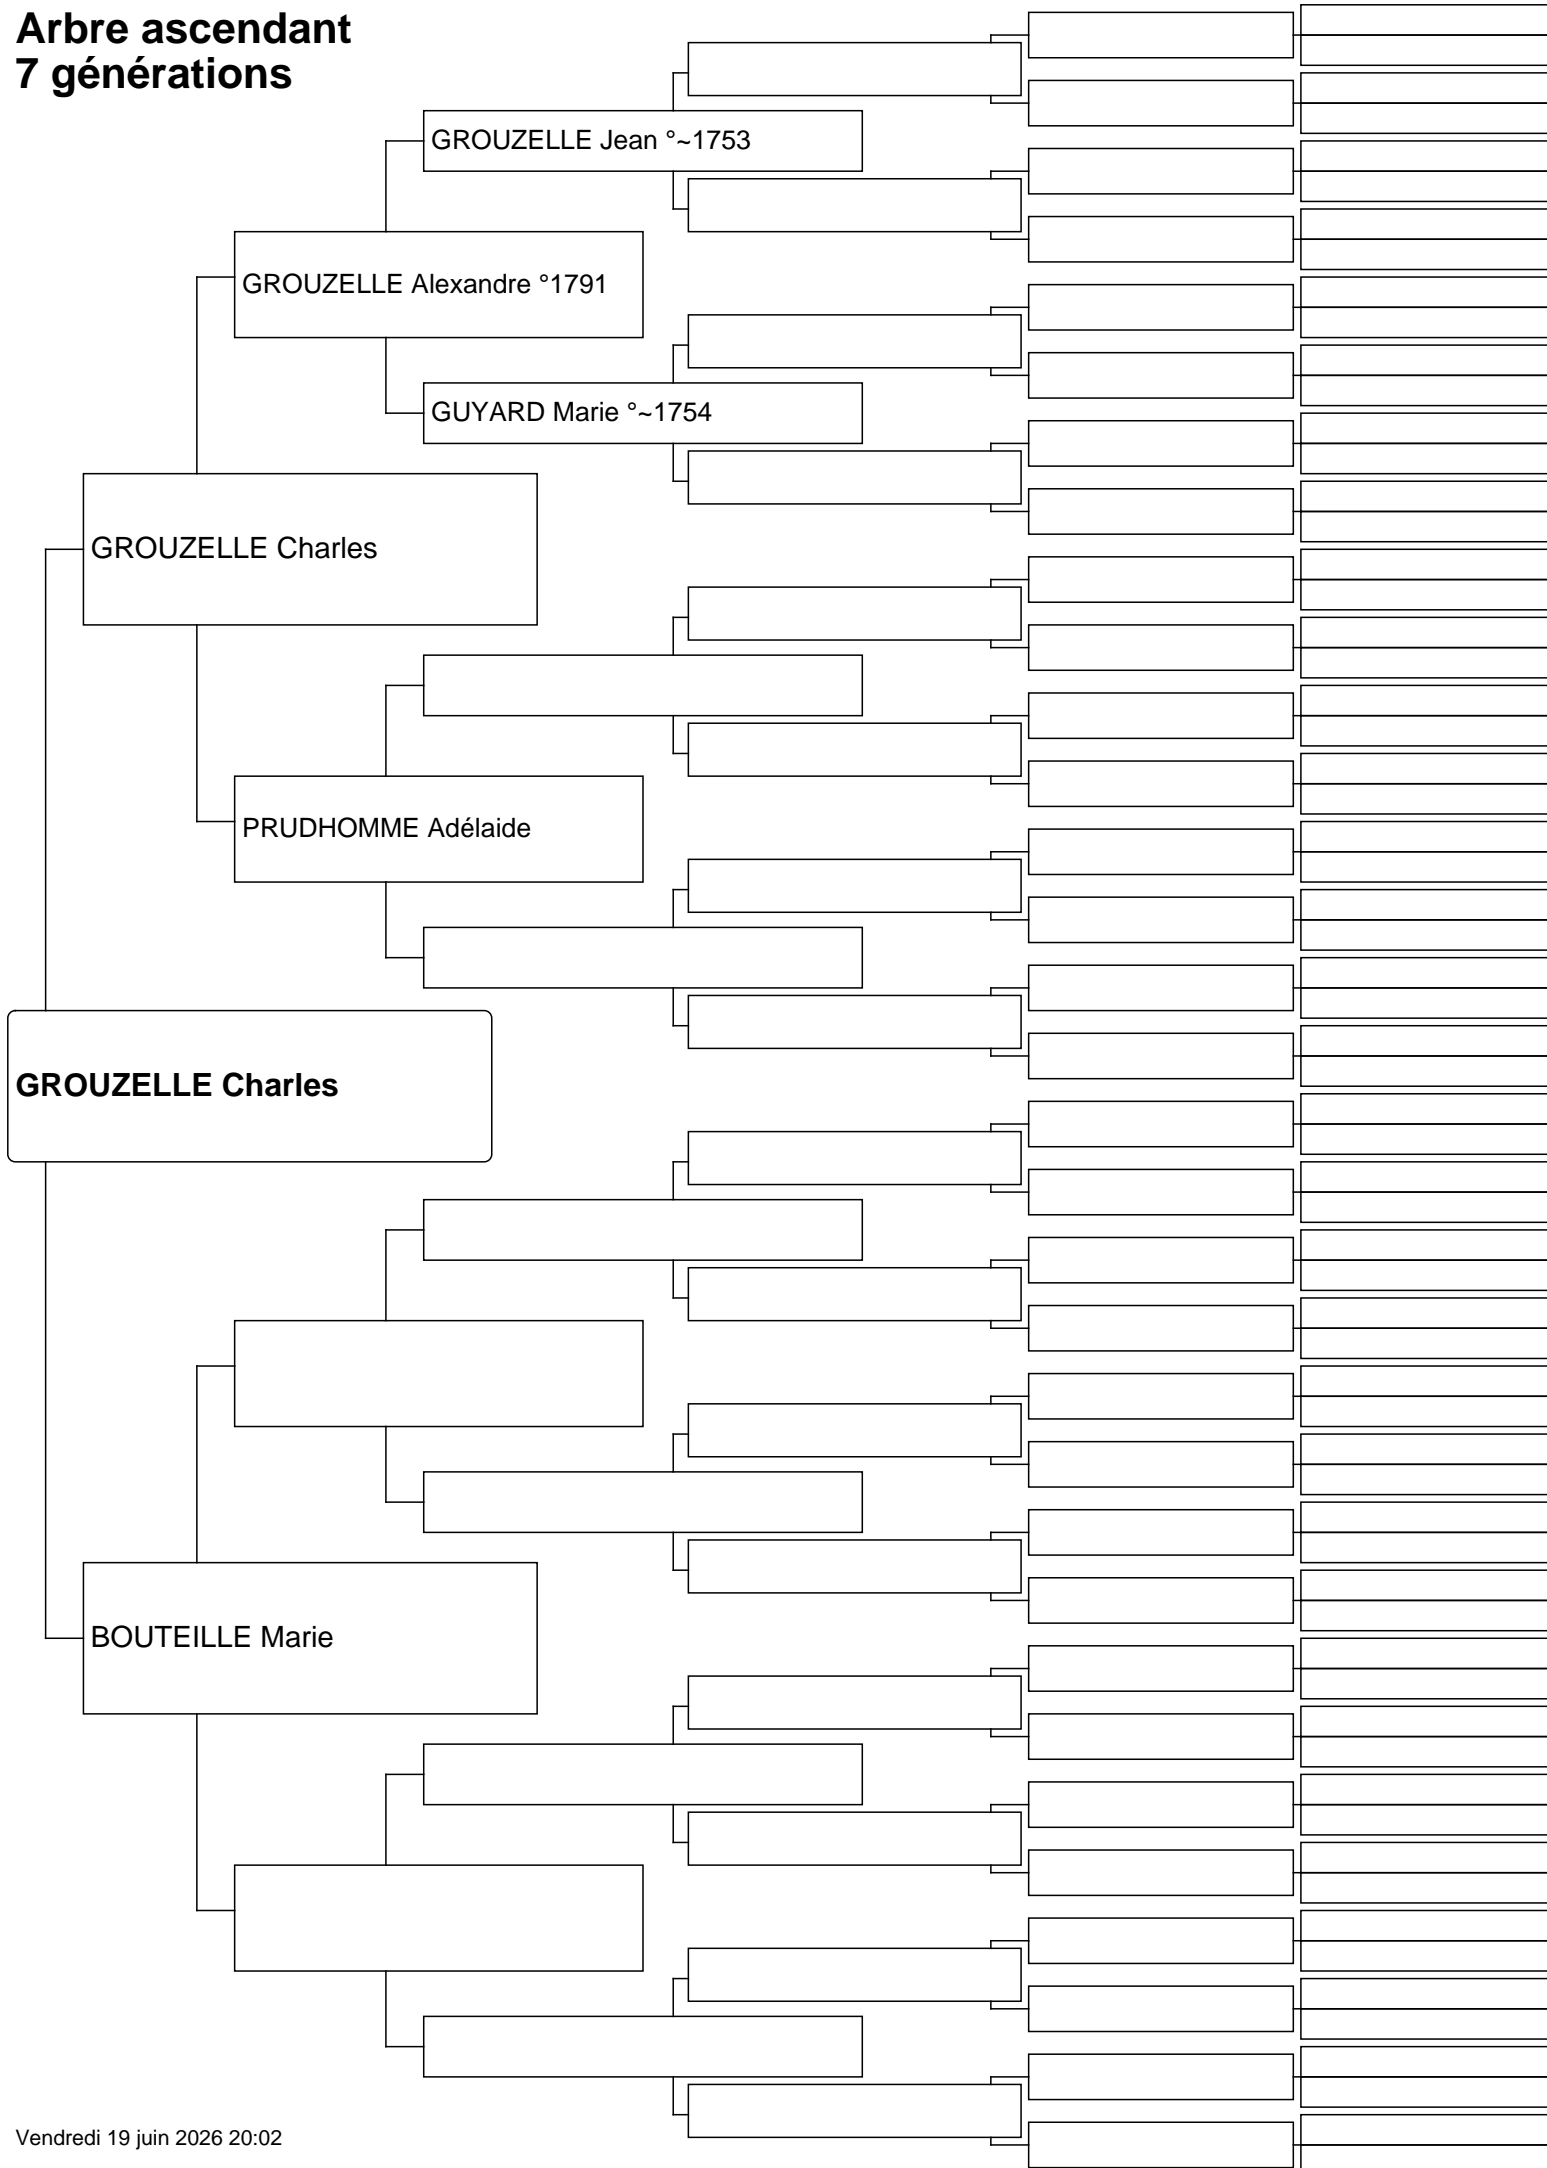 Arbre ascendant
7 générations
GROUZELLE Jean °~1753
GROUZELLE Alexandre °1791
GUYARD Marie °~1754
GROUZELLE Charles
PRUDHOMME Adélaide
GROUZELLE Charles
BOUTEILLE Marie
Vendredi 19 juin 2026 20:02